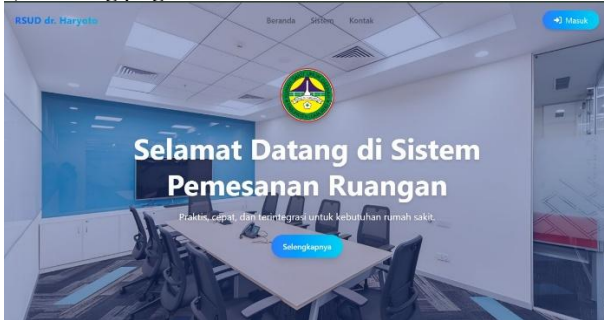 RSUD dr. Haryoto
Beranda Sistem Kontak
Masuk
Selamat Datang di Sistem
Pemesanan Ruangan
Praktis, cepat, dan terintegrasi untuk kebutuhan rumah sakit.
Selengkapnya